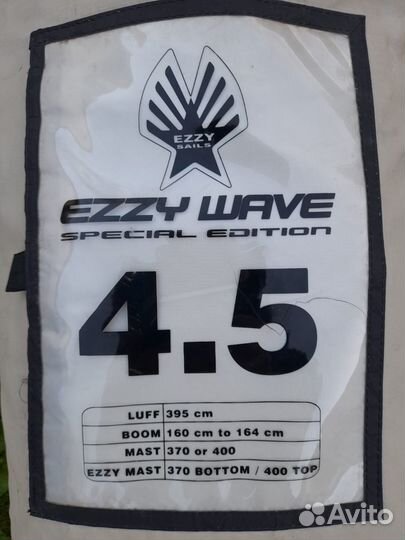 EZZY
SAILS
EZZY WAVE
SPECIAL EDITION
4.5
LUFF 395 cm
BOOM 160 cm to 164 cm
MAST 370 or 400
EZZY MAST 370 BOTTOM / 400 TOP
Avito